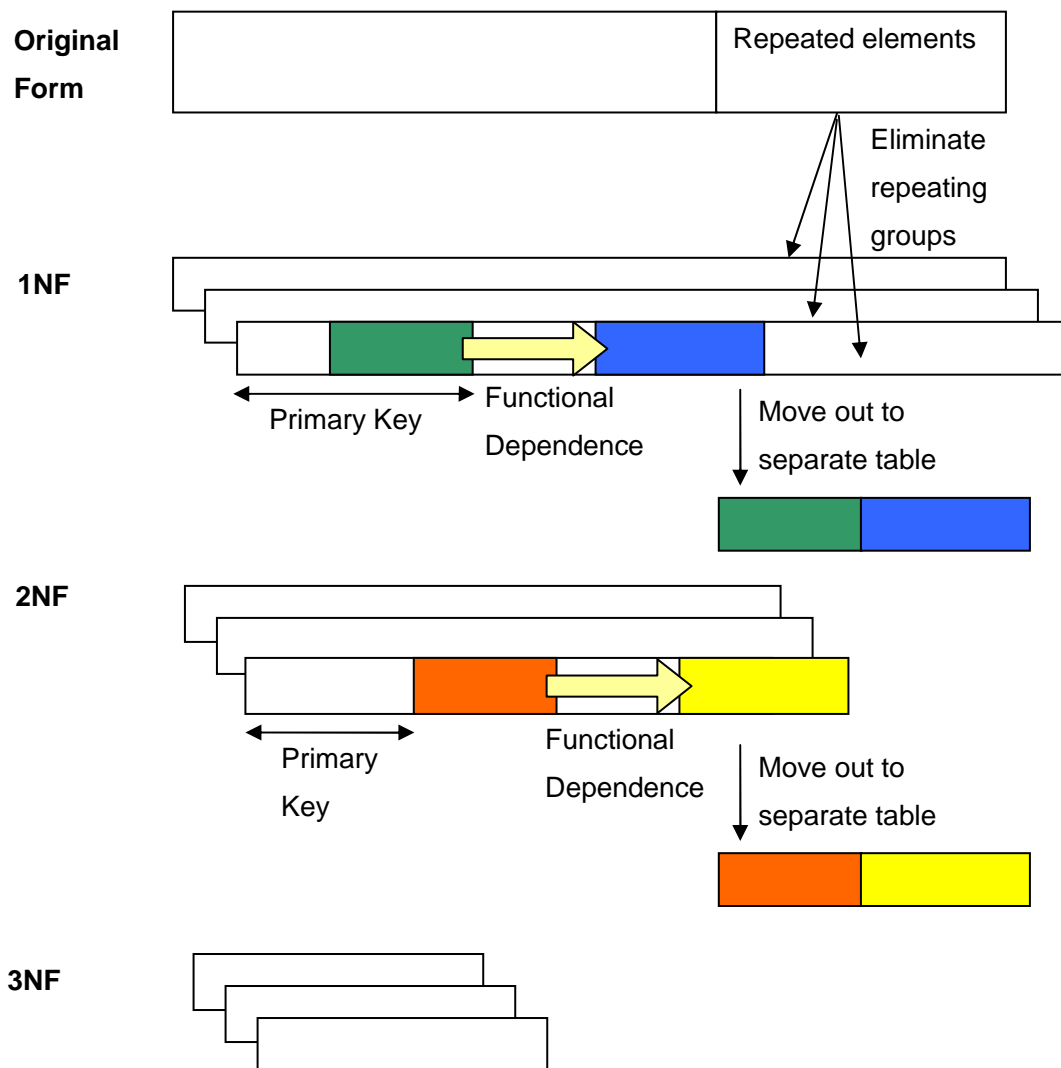 Original
Form
Repeated elements
Eliminate
repeating
groups
1NF
Primary Key
Functional
Dependence
Move out to
separate table
2NF
Primary
Key
Functional
Dependence
Move out to
separate table
3NF